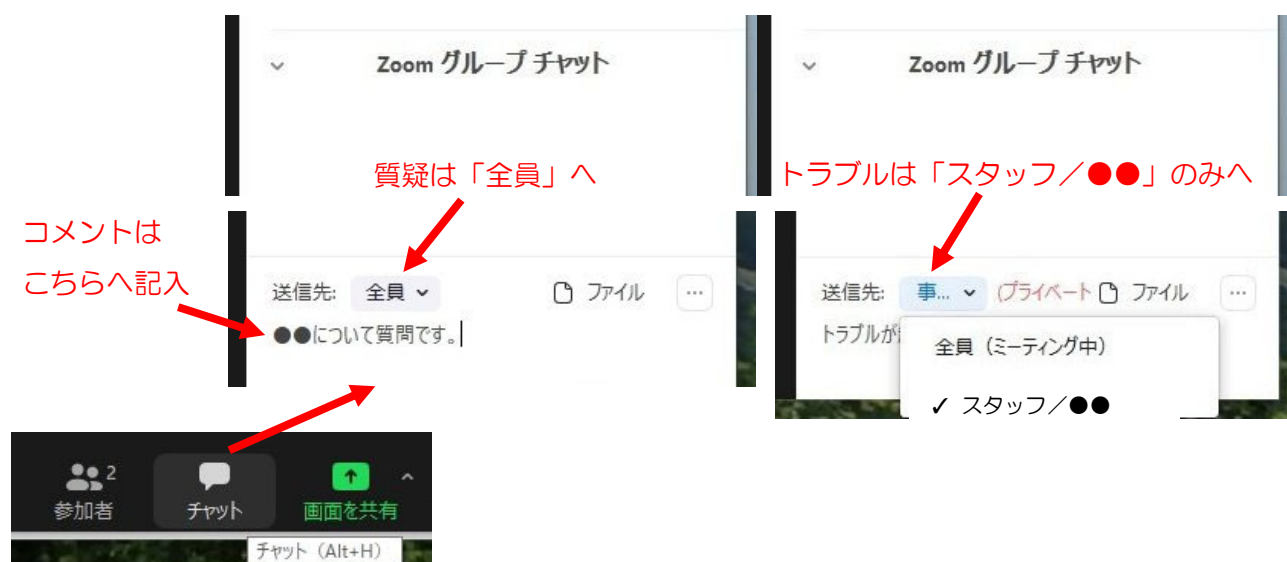 Zoom グループ チャット
質疑は「全員」へ
コメントは
こちらへ記入
送信先: 全員
ファイル
...
●●について質問です。
2
参加者
チャット
画面を共有
チャット (Alt+H)
Zoom グループ チャット
トラブルは「スタッフ／●●」のみへ
送信先: 事... (プライベート
ファイル
...
トラブルが
全員 (ミーティング中)
✓ スタッフ／●●